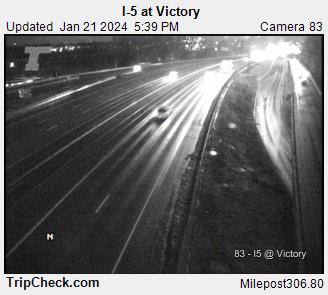 I-5 at Victory
Updated Jan 21 2024 5:39 PM Camera 83
T
N
83 - I5 @ Victory
TripCheck.com Milepost306.80